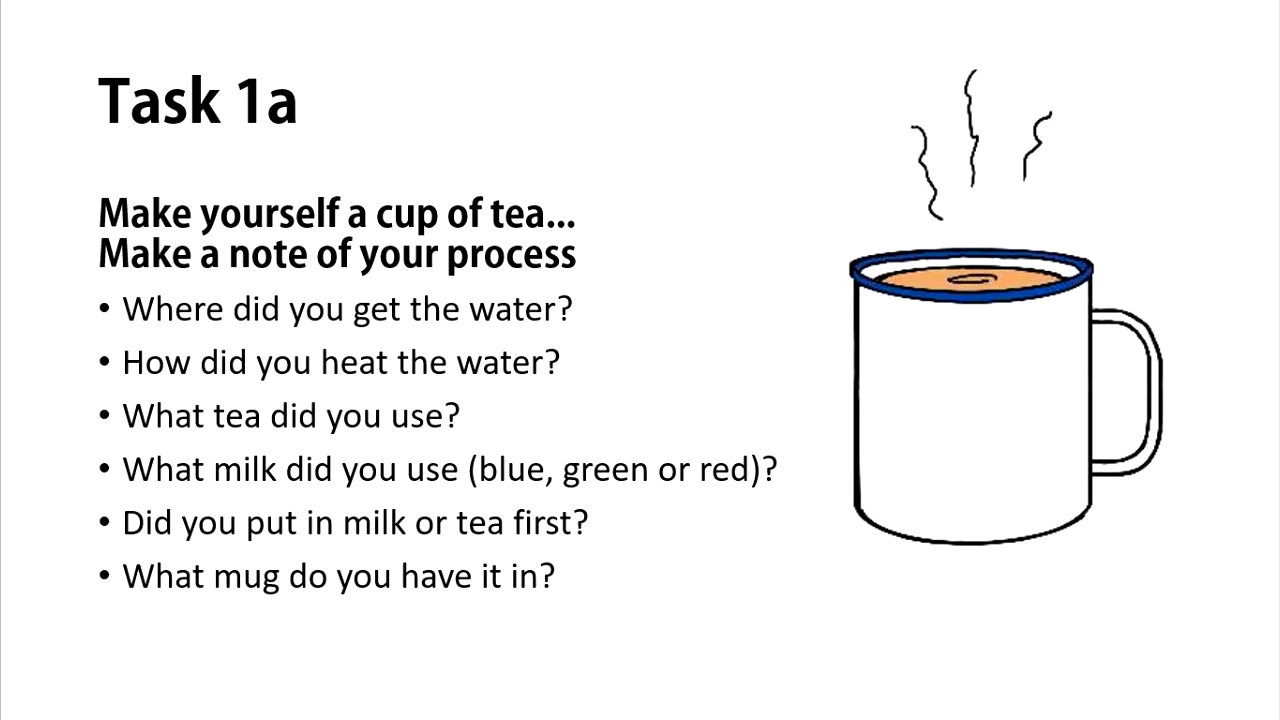 Task 1a
Make yourself a cup of tea...
Make a note of your process
• Where did you get the water?
• How did you heat the water?
• What tea did you use?
• What milk did you use (blue, green or red)?
• Did you put in milk or tea first?
• What mug do you have it in?